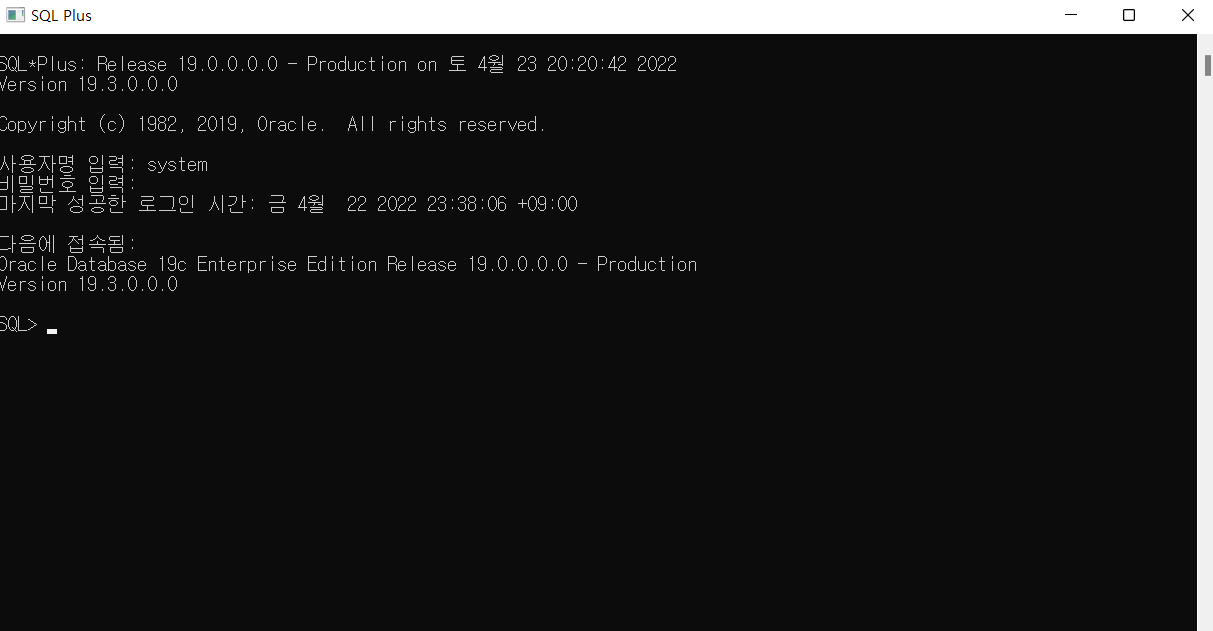 SQL Plus
SQL*Plus: Release 19.0.0.0.0 - Production on 토 4월 23 20:20:42 2022
Version 19.3.0.0.0
Copyright (c) 1982, 2019, Oracle.  All rights reserved.
사용자명 입력: system
비밀번호 입력:
마지막 성공한 로그인 시간: 금 4월  22 2022 23:38:06 +09:00
다음에 접속됨:
Oracle Database 19c Enterprise Edition Release 19.0.0.0.0 - Production
Version 19.3.0.0.0
SQL>